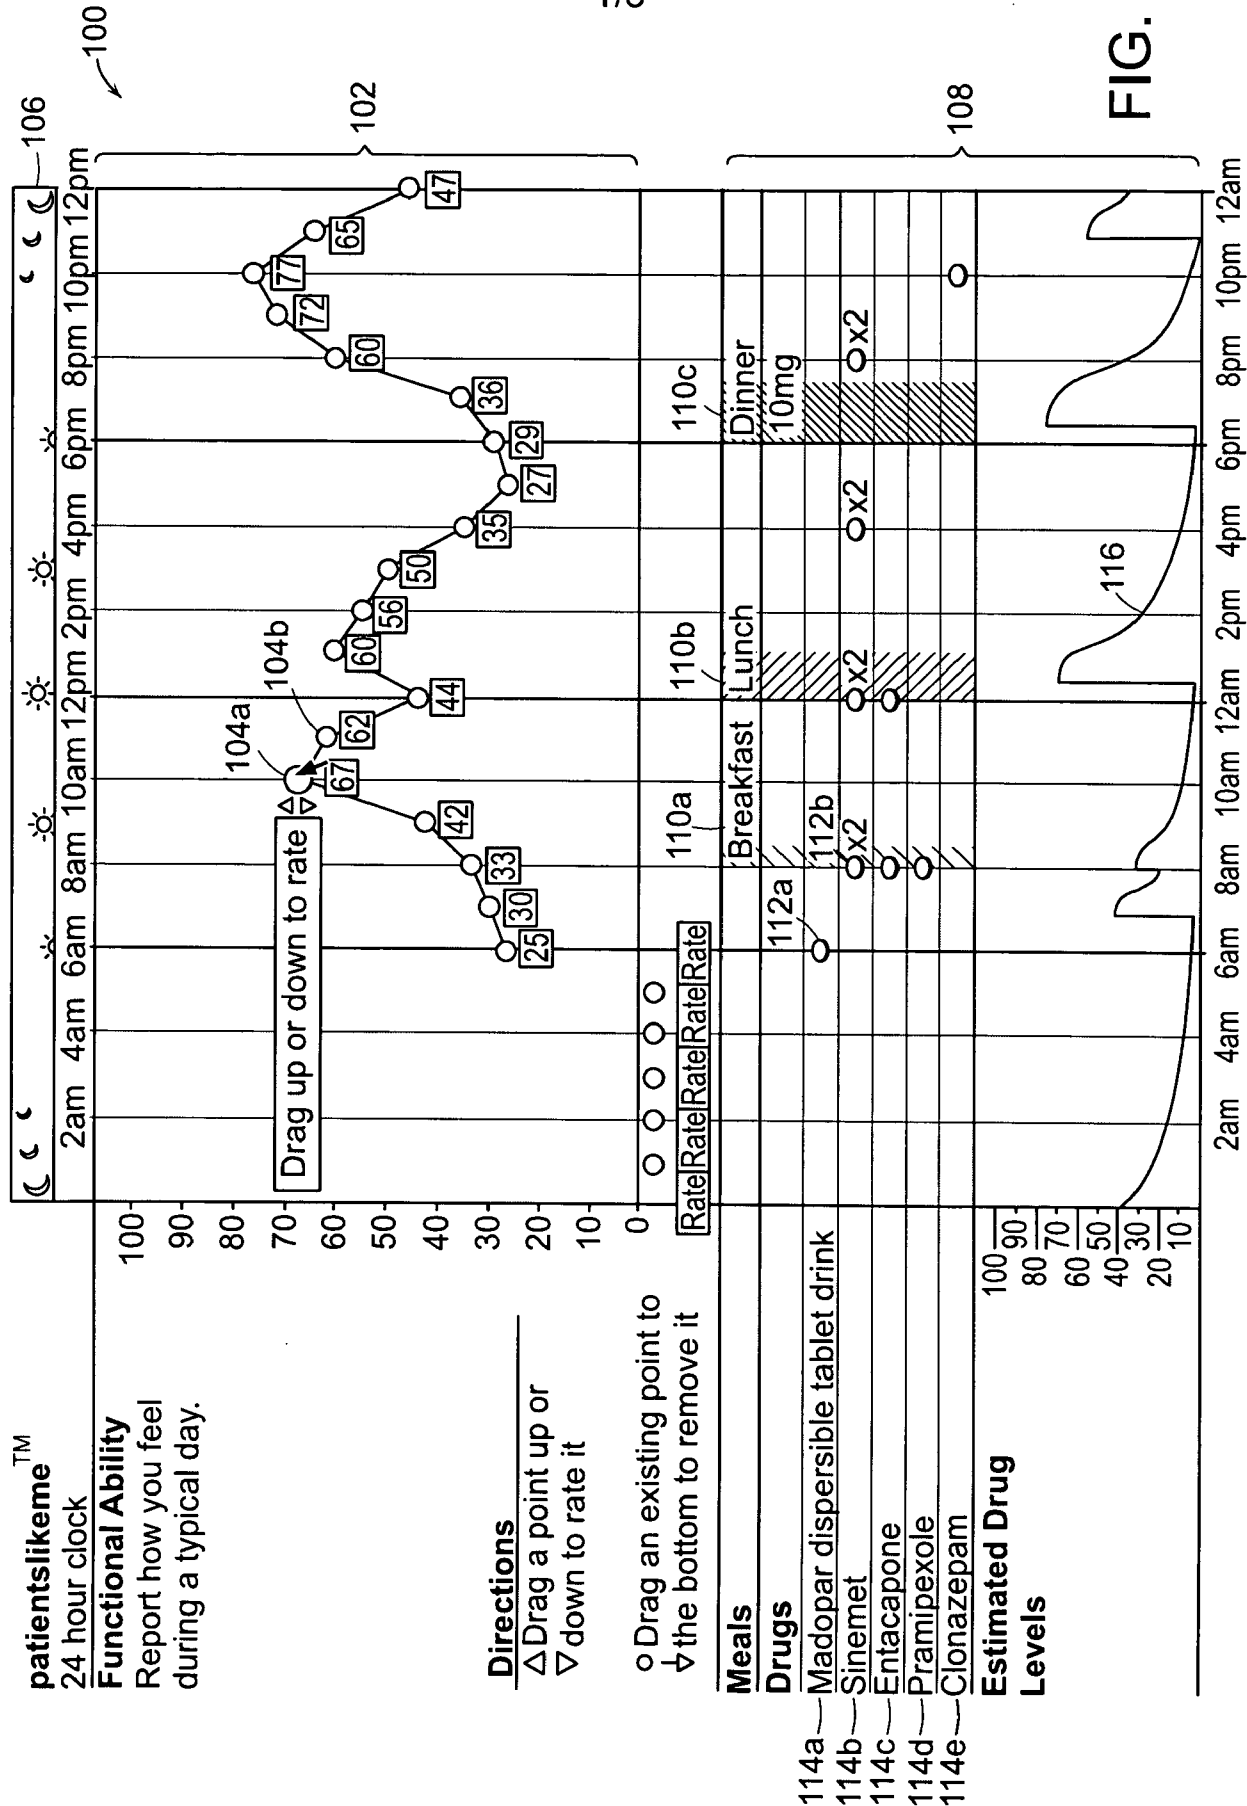 1/8
100
patientslikeme™
24 hour clock
106
2am 4am 6am 8am 10am 12pm 2pm 4pm 6pm 8pm 10pm 12pm
Functional Ability
Report how you feel
during a typical day.
100
90
80
70
60
50
40
30
20
10
0
102
104a
104b
Drag up or down to rate
25 30 33 42 67 62 44 60 56 50 35 27 29 36 60 72 77 65 47
Directions
△ Drag a point up or
▽ down to rate it
Drag an existing point to
the bottom to remove it
Rate Rate Rate Rate Rate Rate
110a
110b
110c
Meals
Breakfast Lunch Dinner
Drugs
10mg
112a
112b
114a Madopar dispersible tablet drink
114b Sinemet x2 x2 x2 x2
114c Entacapone
114d Pramipexole
114e Clonazepam
108
Estimated Drug
Levels
100
90
80
70
60
50
40
30
20
10
116
2am 4am 6am 8am 10am 12am 2pm 4pm 6pm 8pm 10pm 12am
FIG.